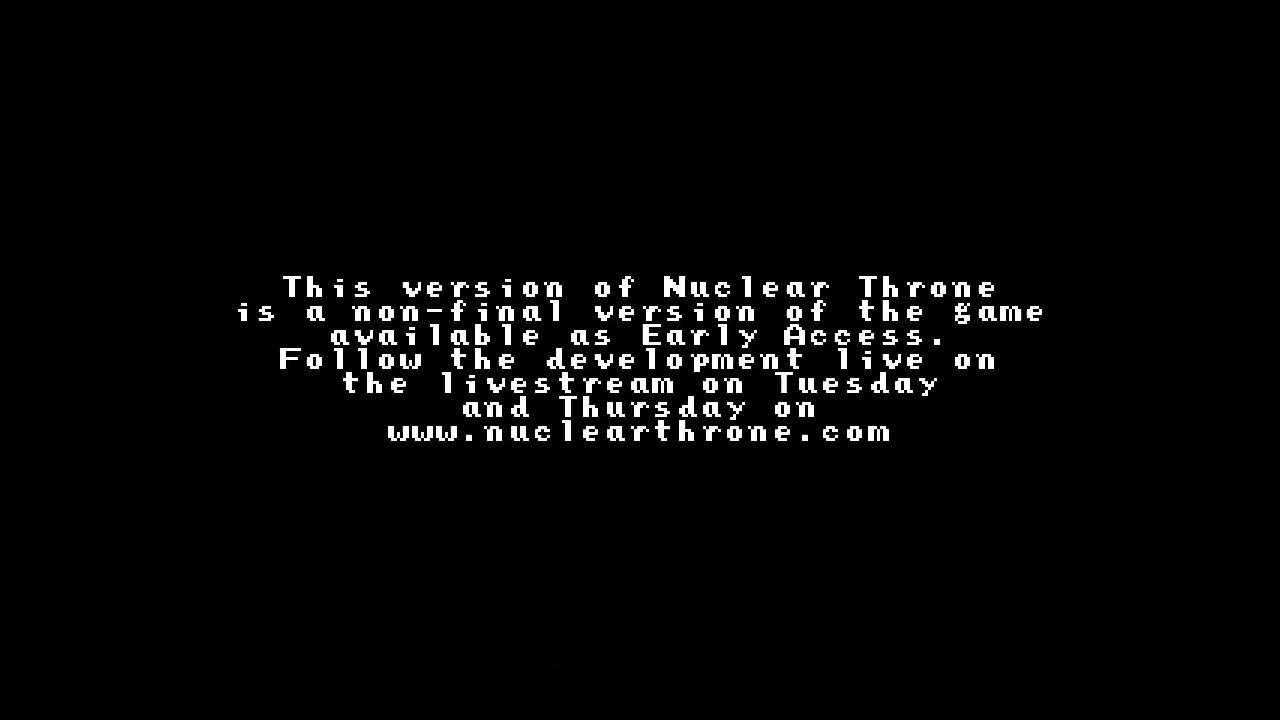 This version of Nuclear Throne
is a non-final version of the game
available as Early Access.
Follow the development live on
the livestream on Tuesday
and Thursday on
www.nuclearthrone.com